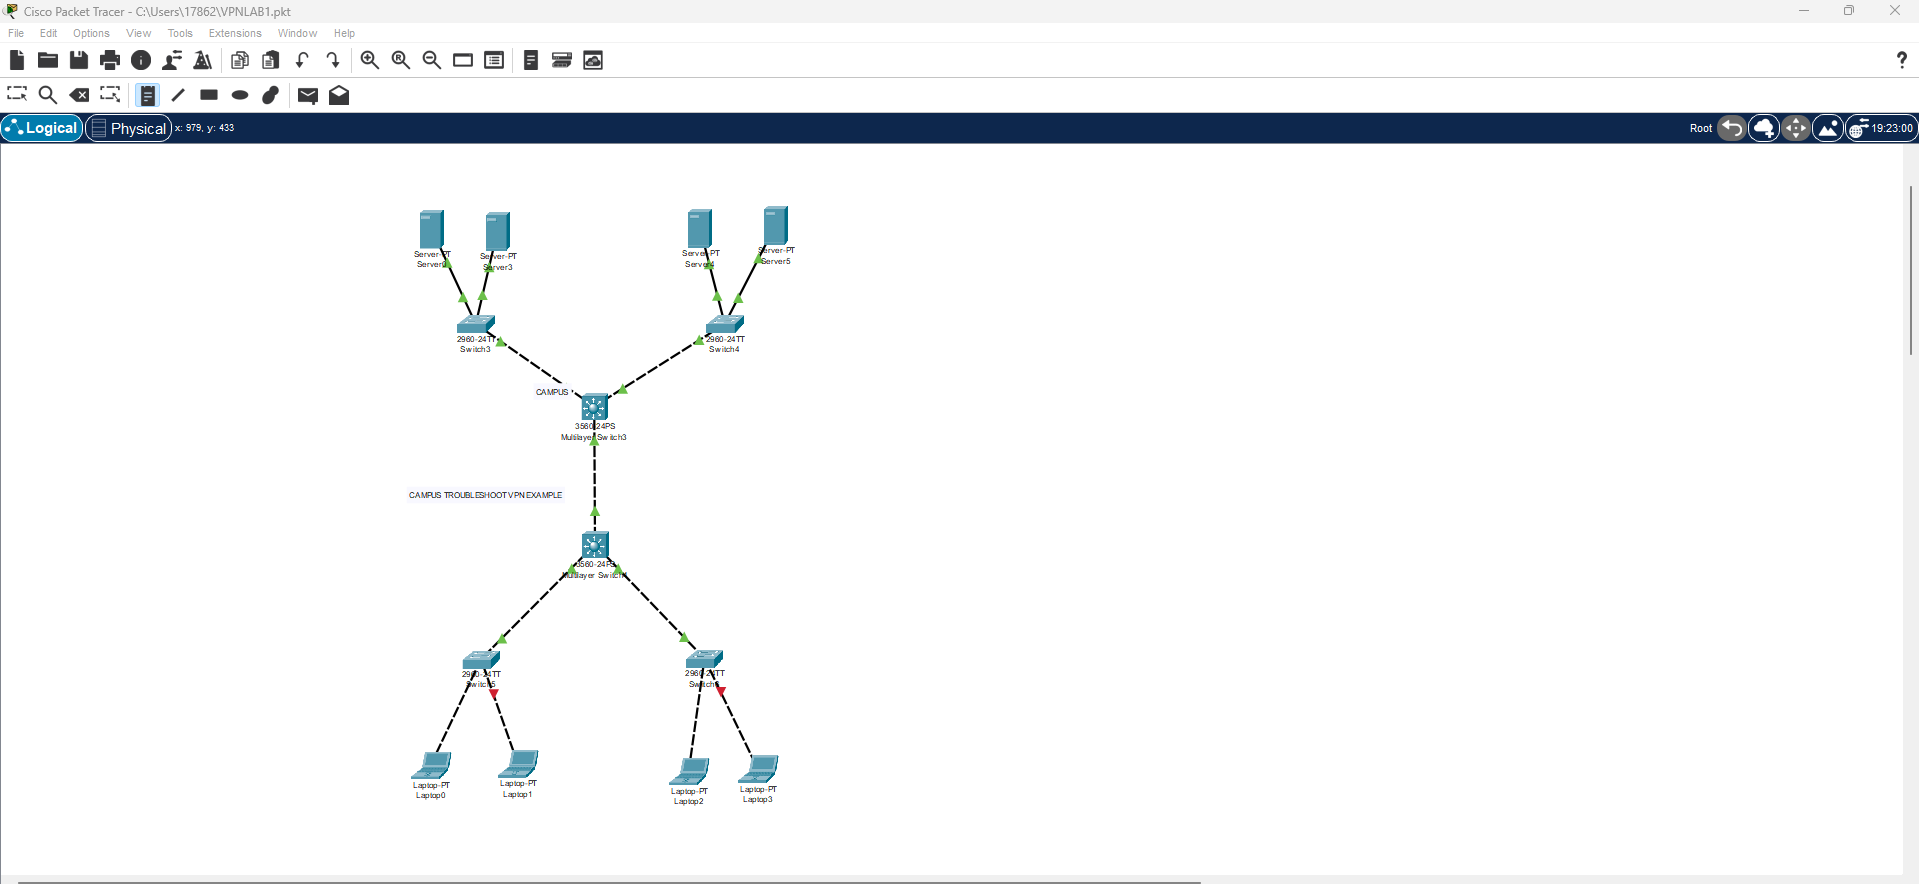 Cisco Packet Tracer - C:\Users\17862\VPNLAB1.pkt
File Edit Options View Tools Extensions Window Help
Logical Physical x: 979, y: 433 Root 19:23:00
Server-PT
Server-PT
Server3
Server-PT
Server4
Server-PT
Server5
2960-24TT
Switch3
2960-24TT
Switch4
CAMPUS
3560-24PS
Multilayer Switch3
CAMPUS TROUBLESHOOT VPN EXAMPLE
3560-24PS
Multilayer Switch
2960-24TT
Switch5
2960-24TT
Switch
Laptop-PT
Laptop0
Laptop-PT
Laptop1
Laptop-PT
Laptop2
Laptop-PT
Laptop3